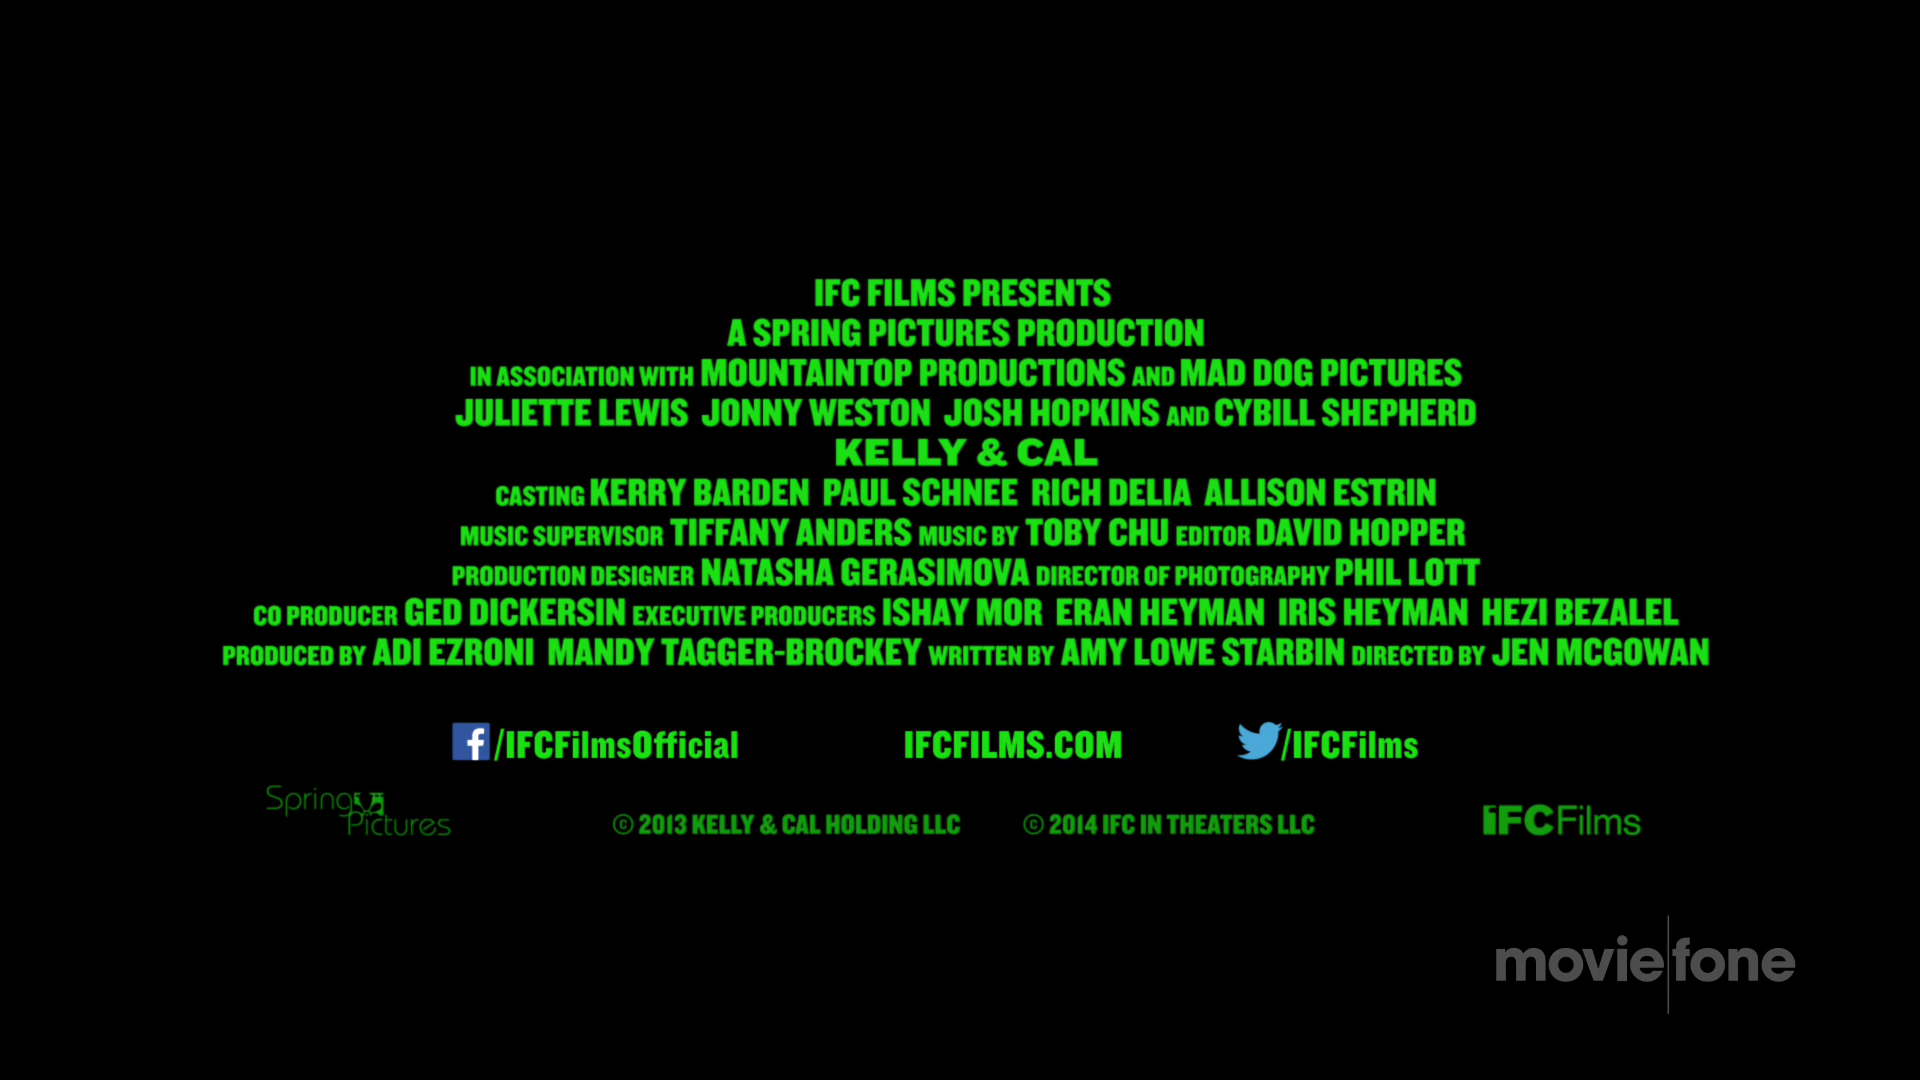 IFC FILMS PRESENTS
A SPRING PICTURES PRODUCTION
IN ASSOCIATION WITH MOUNTAINTOP PRODUCTIONS AND MAD DOG PICTURES
JULIETTE LEWIS JONNY WESTON JOSH HOPKINS AND CYBILL SHEPHERD
KELLY & CAL
CASTING KERRY BARDEN PAUL SCHNEE RICH DELIA ALLISON ESTRIN
MUSIC SUPERVISOR TIFFANY ANDERS MUSIC BY TOBY CHU EDITOR DAVID HOPPER
PRODUCTION DESIGNER NATASHA GERASIMOVA DIRECTOR OF PHOTOGRAPHY PHIL LOTT
CO PRODUCER GED DICKERSIN EXECUTIVE PRODUCERS ISHAY MOR ERAN HEYMAN IRIS HEYMAN HEZI BEZALEL
PRODUCED BY ADI EZRONI MANDY TAGGER-BROCKEY WRITTEN BY AMY LOWE STARBIN DIRECTED BY JEN MCGOWAN
f/IFCFilmsOfficial IFCFILMS.COM /IFCFilms
Spring
Pictures
© 2013 KELLY & CAL HOLDING LLC © 2014 IFC IN THEATERS LLC
IFCFilms
moviefone